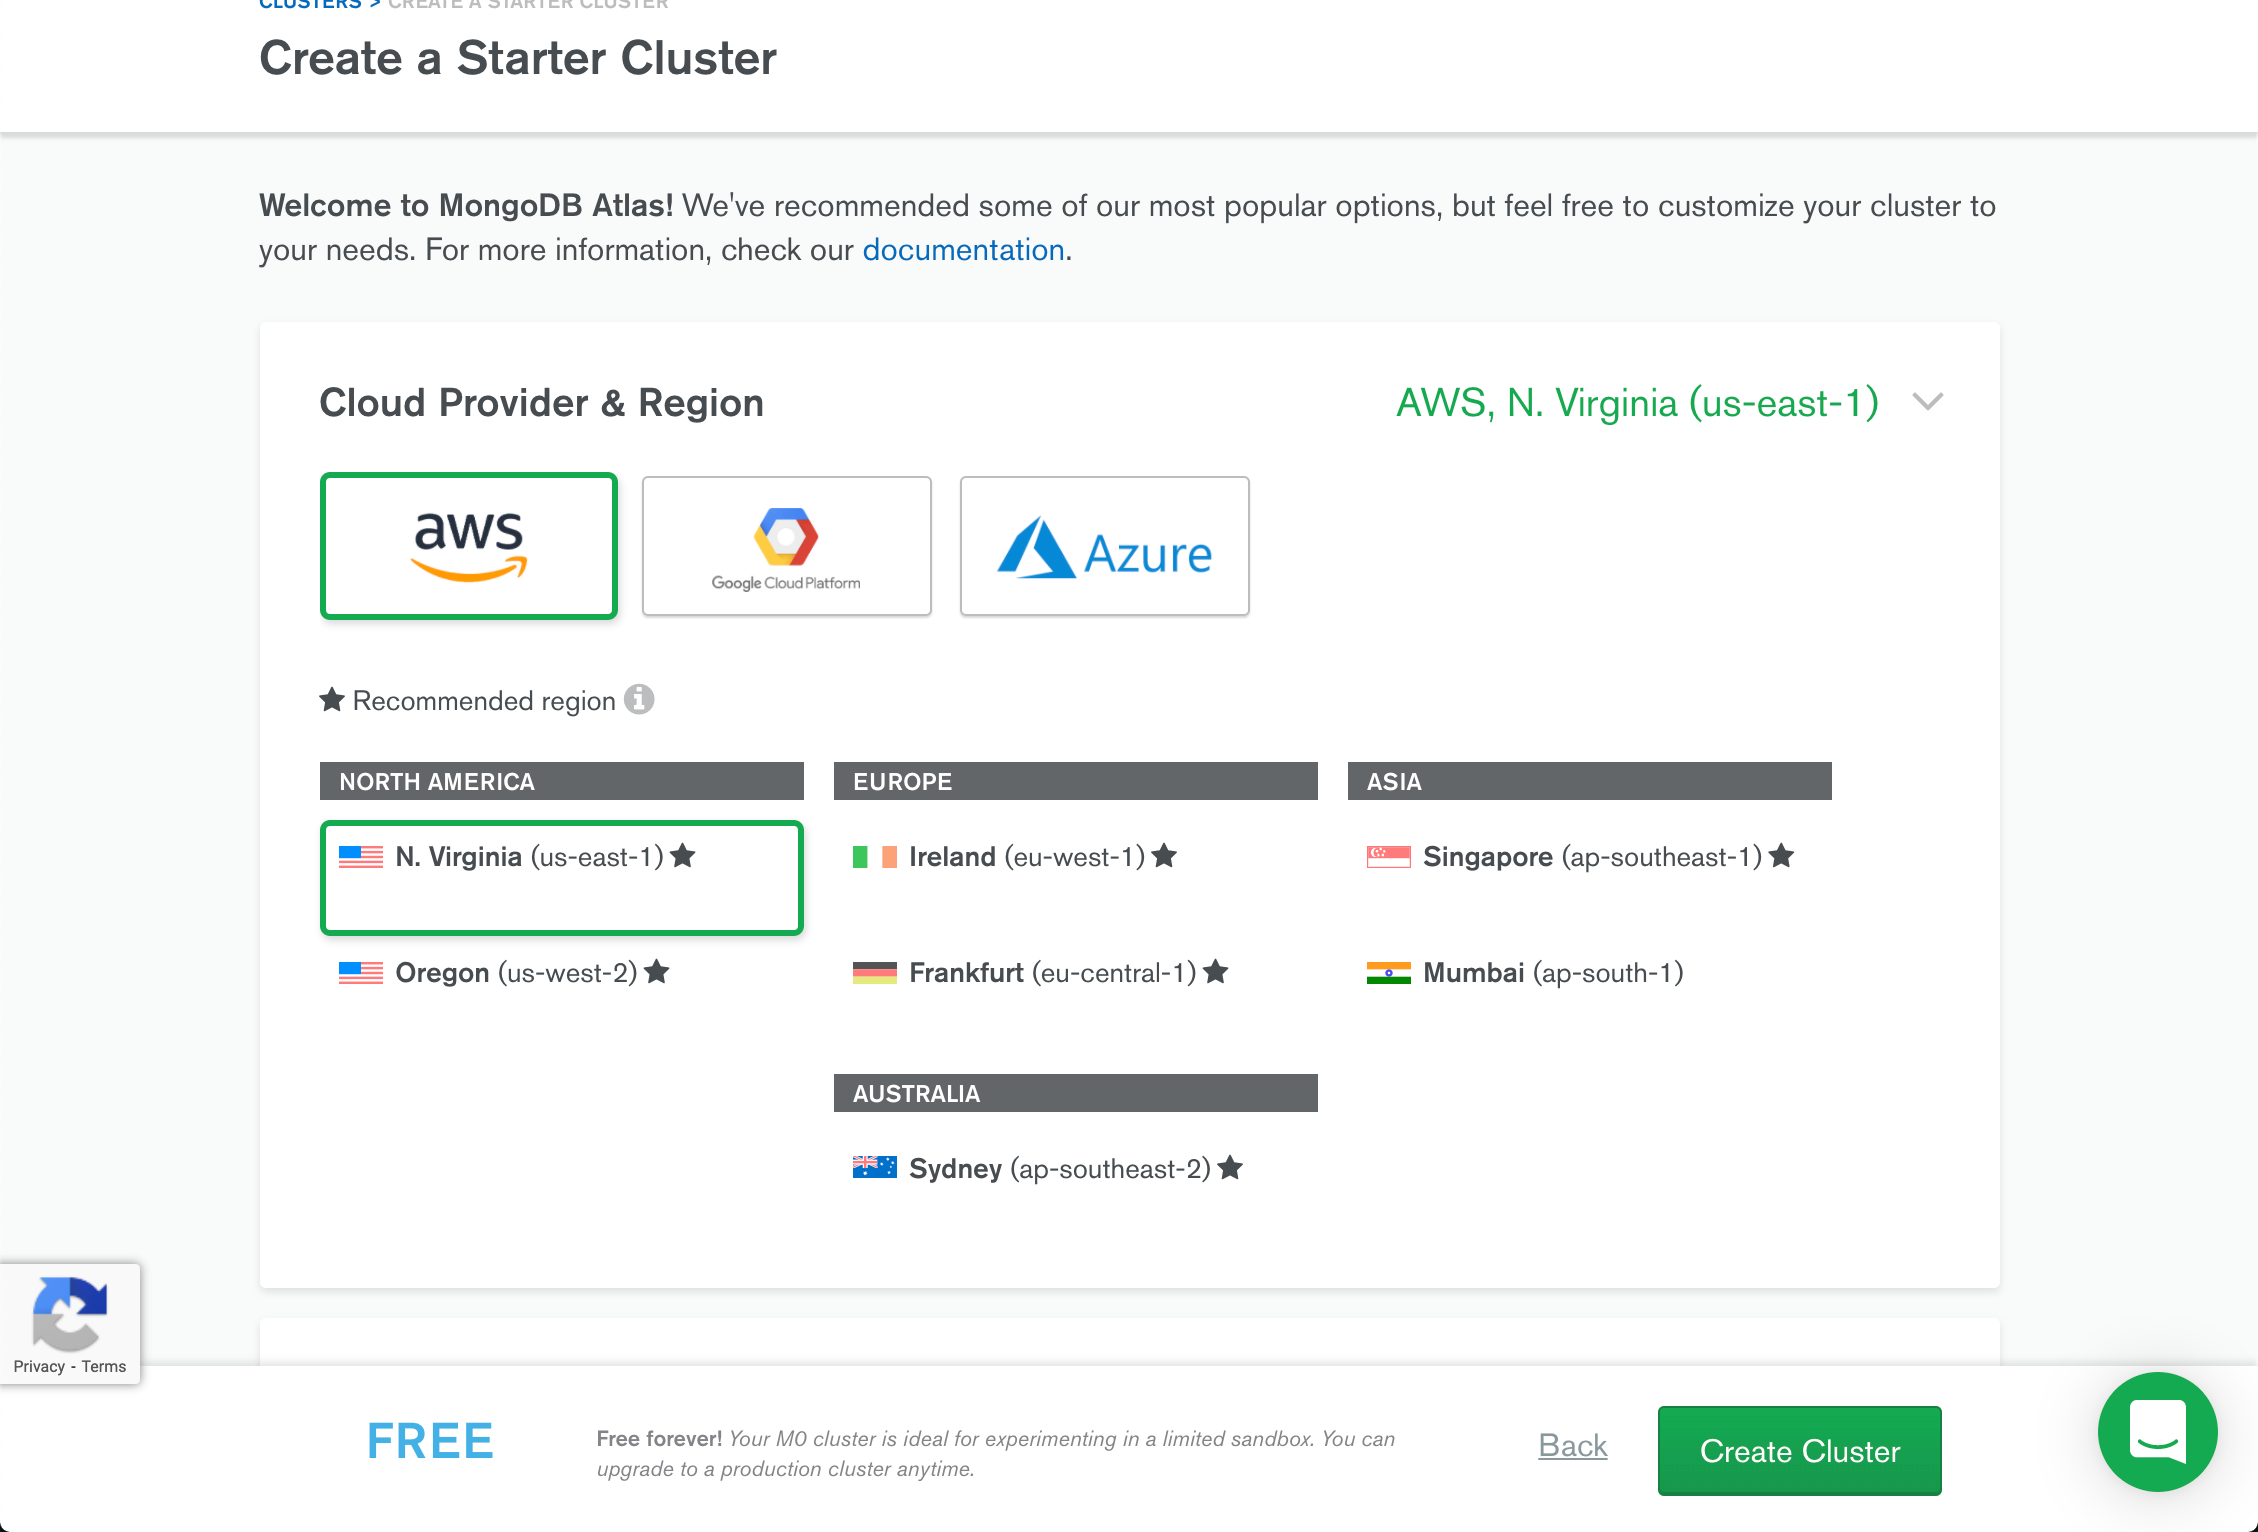 CLUSTERS > CREATE A STARTER CLUSTER
Create a Starter Cluster
Welcome to MongoDB Atlas! We've recommended some of our most popular options, but feel free to customize your cluster to
your needs. For more information, check our documentation.
Cloud Provider & Region
AWS, N. Virginia (us-east-1)
aws
Google Cloud Platform
Azure
★ Recommended region
NORTH AMERICA
N. Virginia (us-east-1) ★
Oregon (us-west-2) ★
EUROPE
Ireland (eu-west-1) ★
Frankfurt (eu-central-1) ★
ASIA
Singapore (ap-southeast-1) ★
Mumbai (ap-south-1)
AUSTRALIA
Sydney (ap-southeast-2) ★
Privacy - Terms
FREE
Free forever! Your M0 cluster is ideal for experimenting in a limited sandbox. You can
upgrade to a production cluster anytime.
Back
Create Cluster